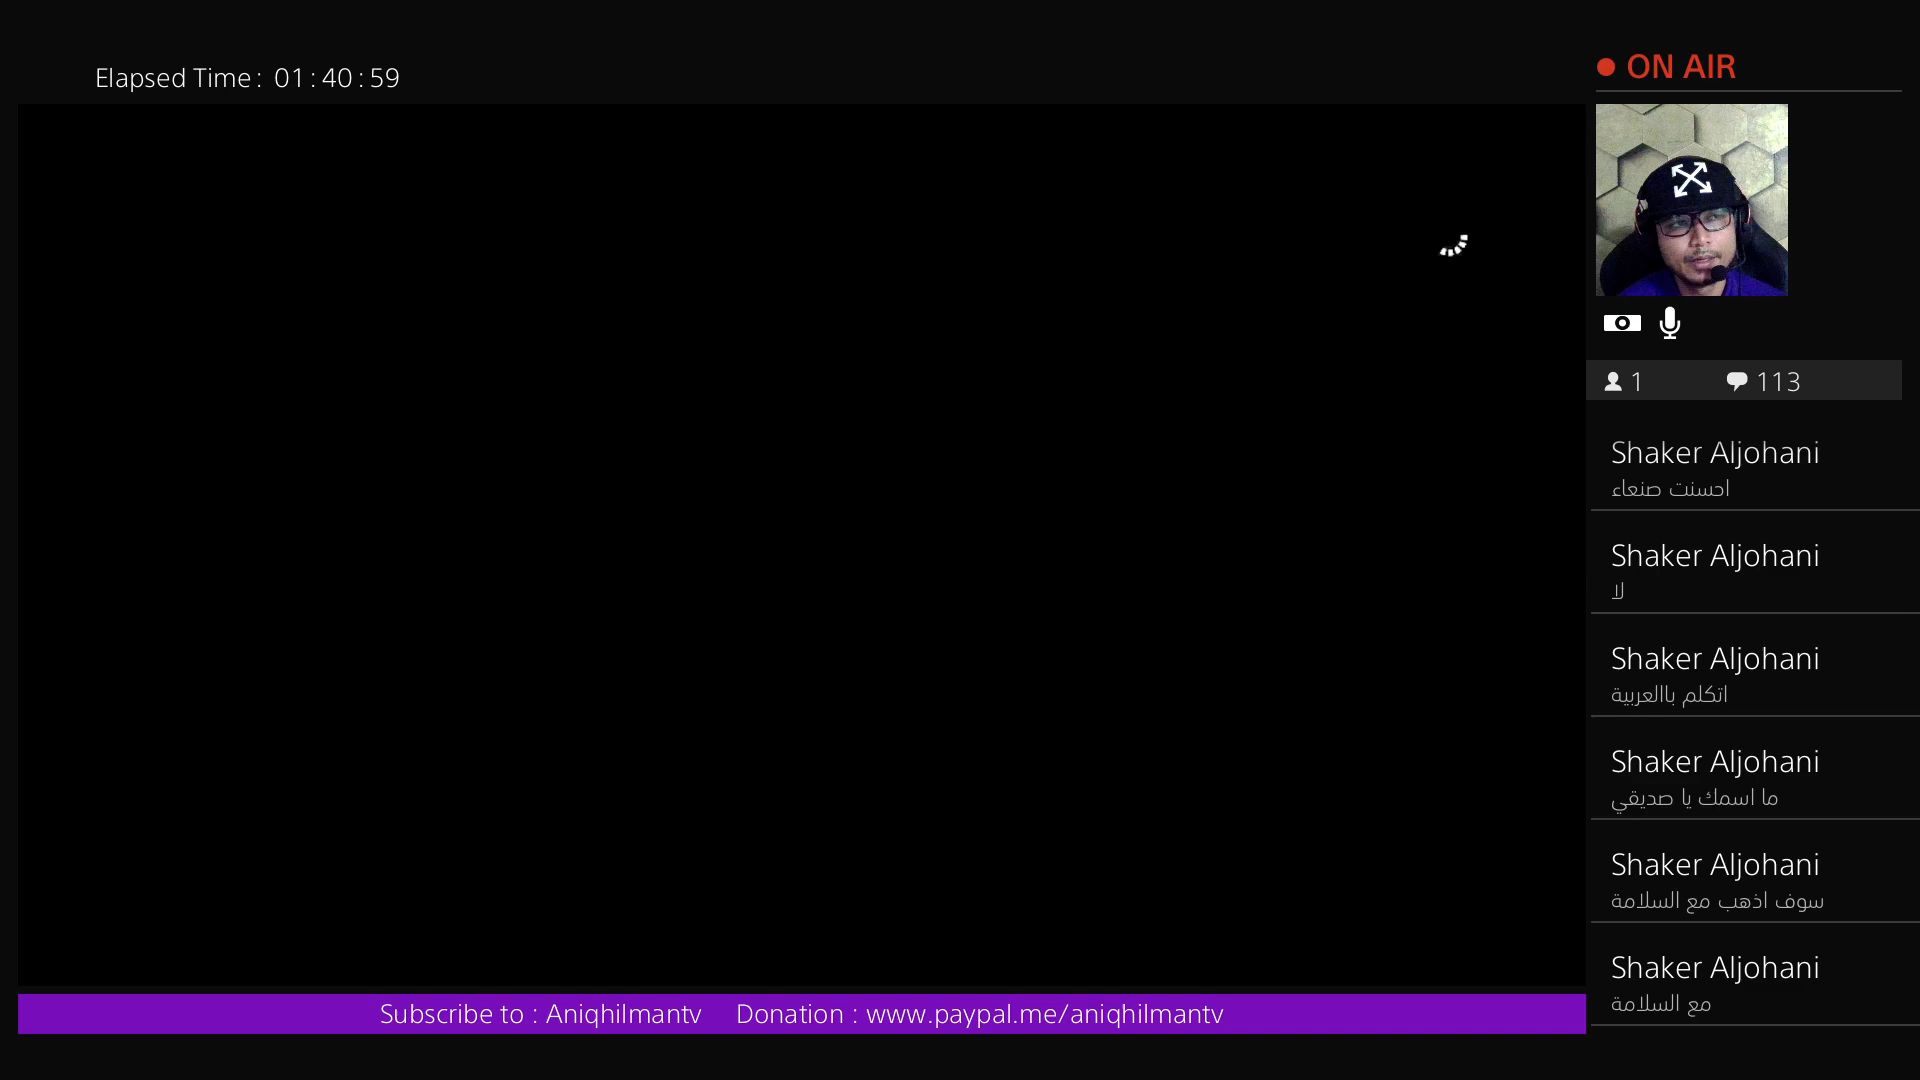 Elapsed Time : 01 : 40 : 59
ON AIR
1 113
Shaker Aljohani
احسنت صنعاء
Shaker Aljohani
لا
Shaker Aljohani
اتكلم باالعربية
Shaker Aljohani
ما اسمك يا صديقي
Shaker Aljohani
سوف اذهب مع السلامة
Shaker Aljohani
مع السلامة
Subscribe to : Aniqhilmantv Donation : www.paypal.me/aniqhilmantv